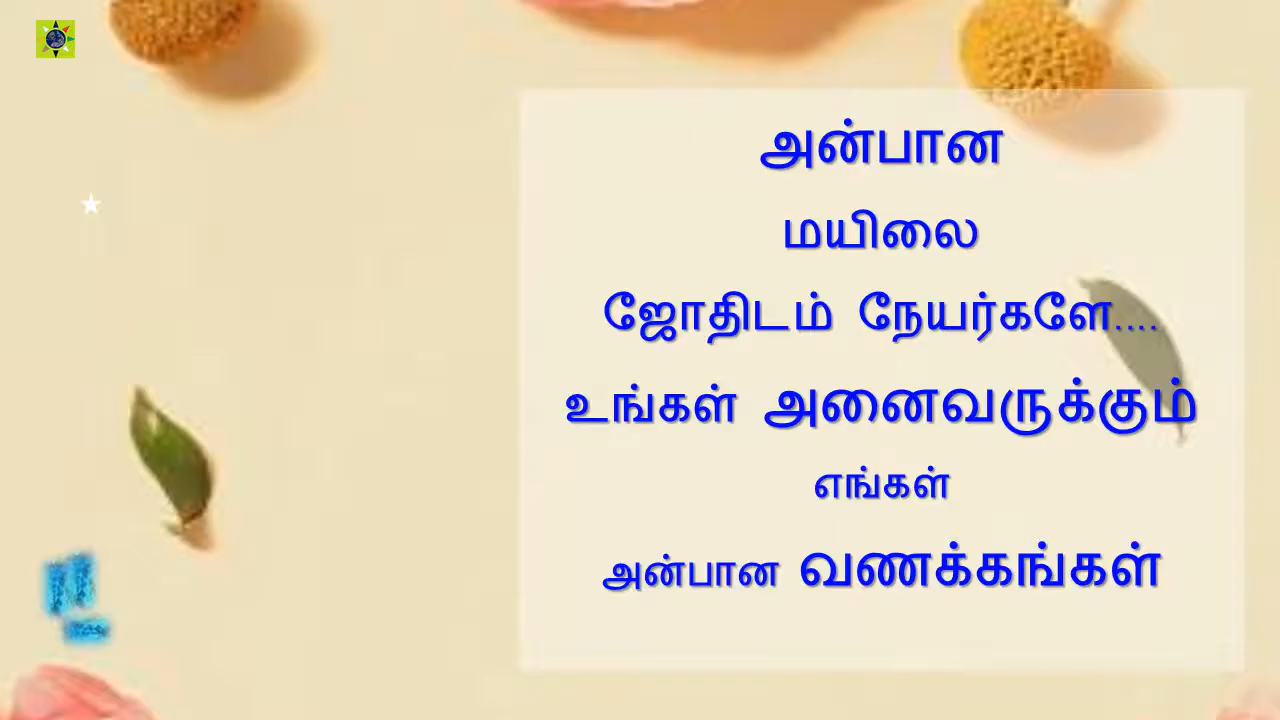 அன்பான
மயிலை
ஜோதிடம் நேயர்களே....
உங்கள் அனைவருக்கும்
எங்கள்
அன்பான வணக்கங்கள்